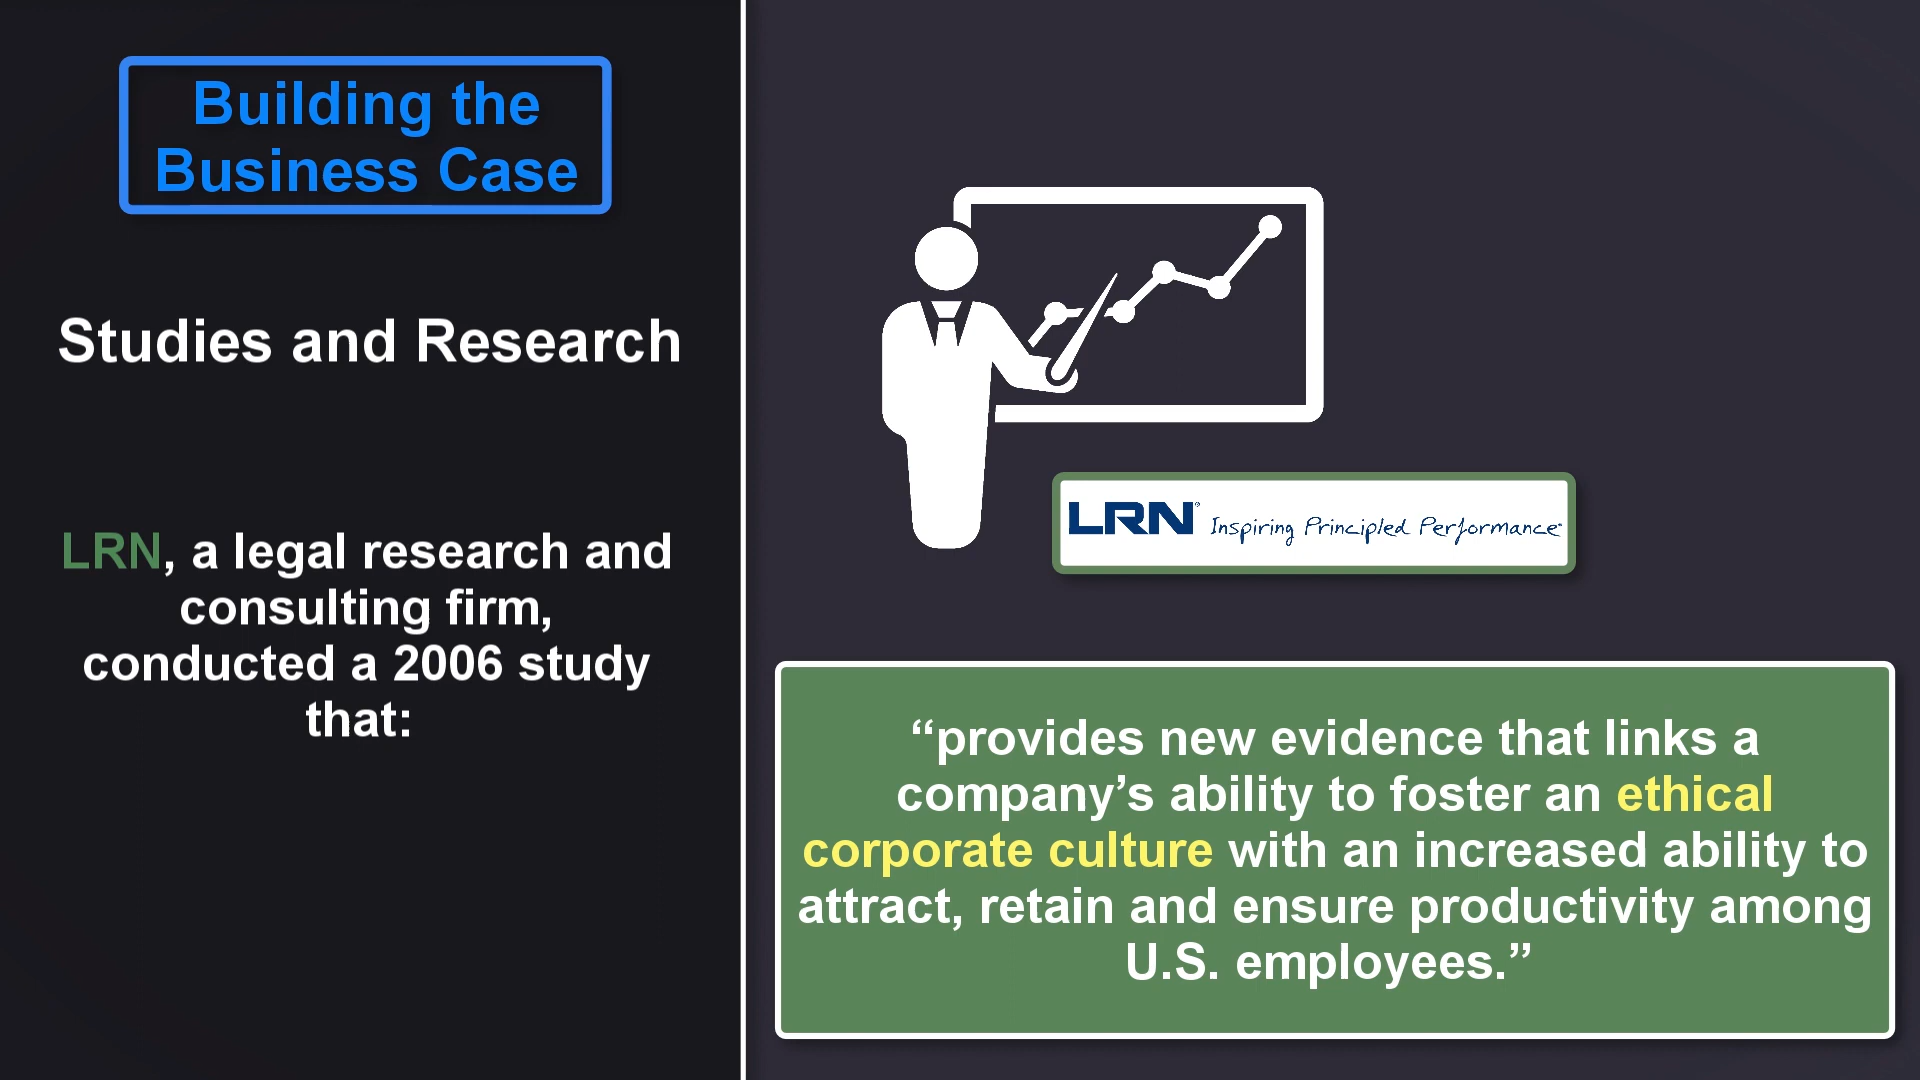 Building the
Business Case
Studies and Research
LRN, a legal research and
consulting firm,
conducted a 2006 study
that:
LRN® Inspiring Principled Performance
“provides new evidence that links a
company’s ability to foster an ethical
corporate culture with an increased ability to
attract, retain and ensure productivity among
U.S. employees.”